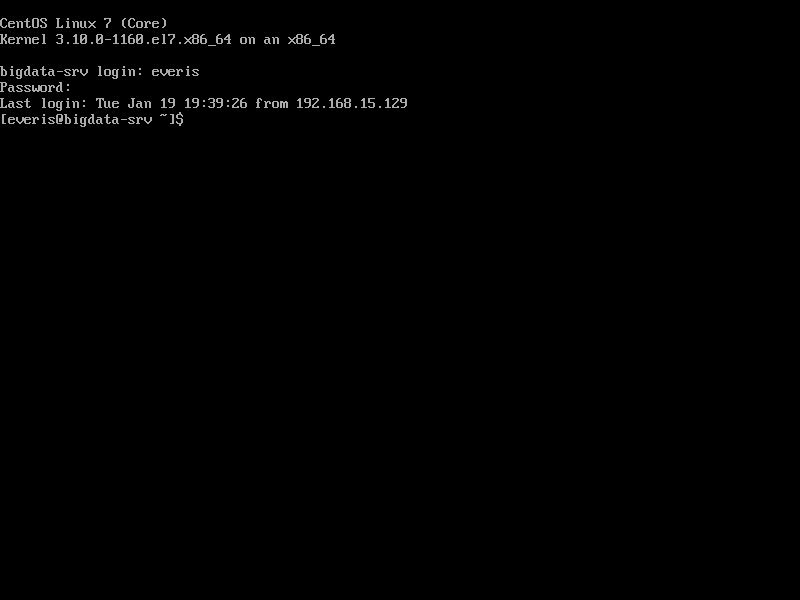 CentOS Linux 7 (Core)
Kernel 3.10.0-1160.el7.x86_64 on an x86_64
bigdata-srv login: everis
Password:
Last login: Tue Jan 19 19:39:26 from 192.168.15.129
[everis@bigdata-srv ~]$